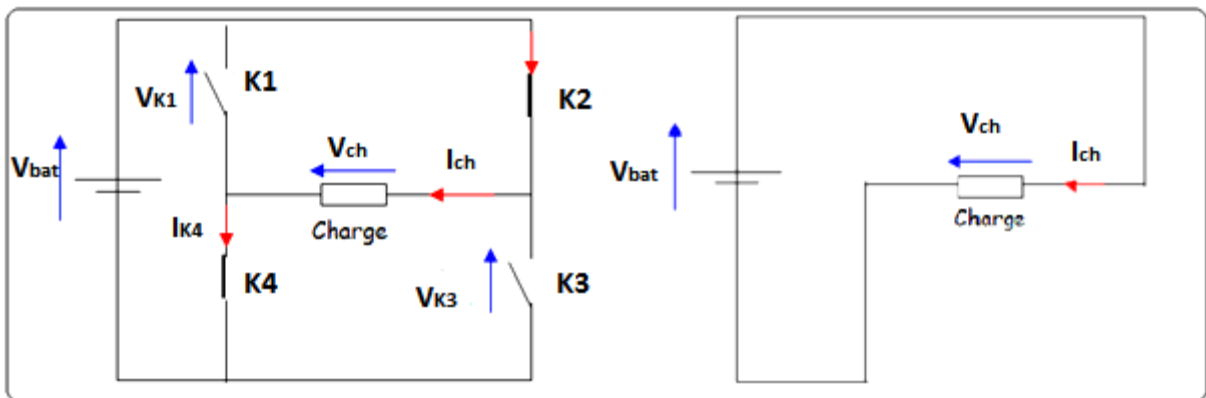 K1
VK1
K2
Vbat
Vch
Ich
IK4
Charge
K4
VK3
K3
Vch
Ich
Vbat
Charge